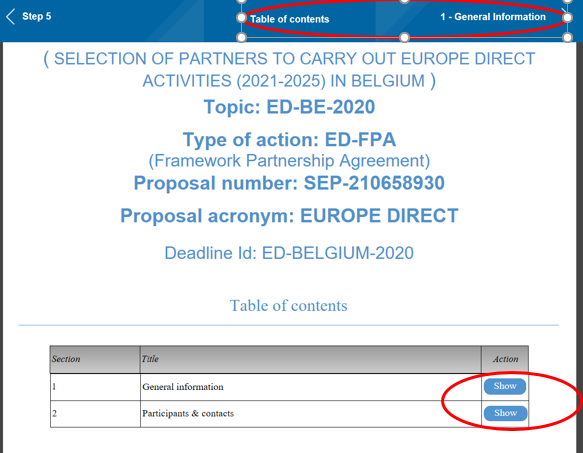 Step 5
Table of contents 1 - General Information
( SELECTION OF PARTNERS TO CARRY OUT EUROPE DIRECT
ACTIVITIES (2021-2025) IN BELGIUM )
Topic: ED-BE-2020
Type of action: ED-FPA
(Framework Partnership Agreement)
Proposal number: SEP-210658930
Proposal acronym: EUROPE DIRECT
Deadline Id: ED-BELGIUM-2020
Table of contents
Section Title Action
1 General information Show
2 Participants & contacts Show